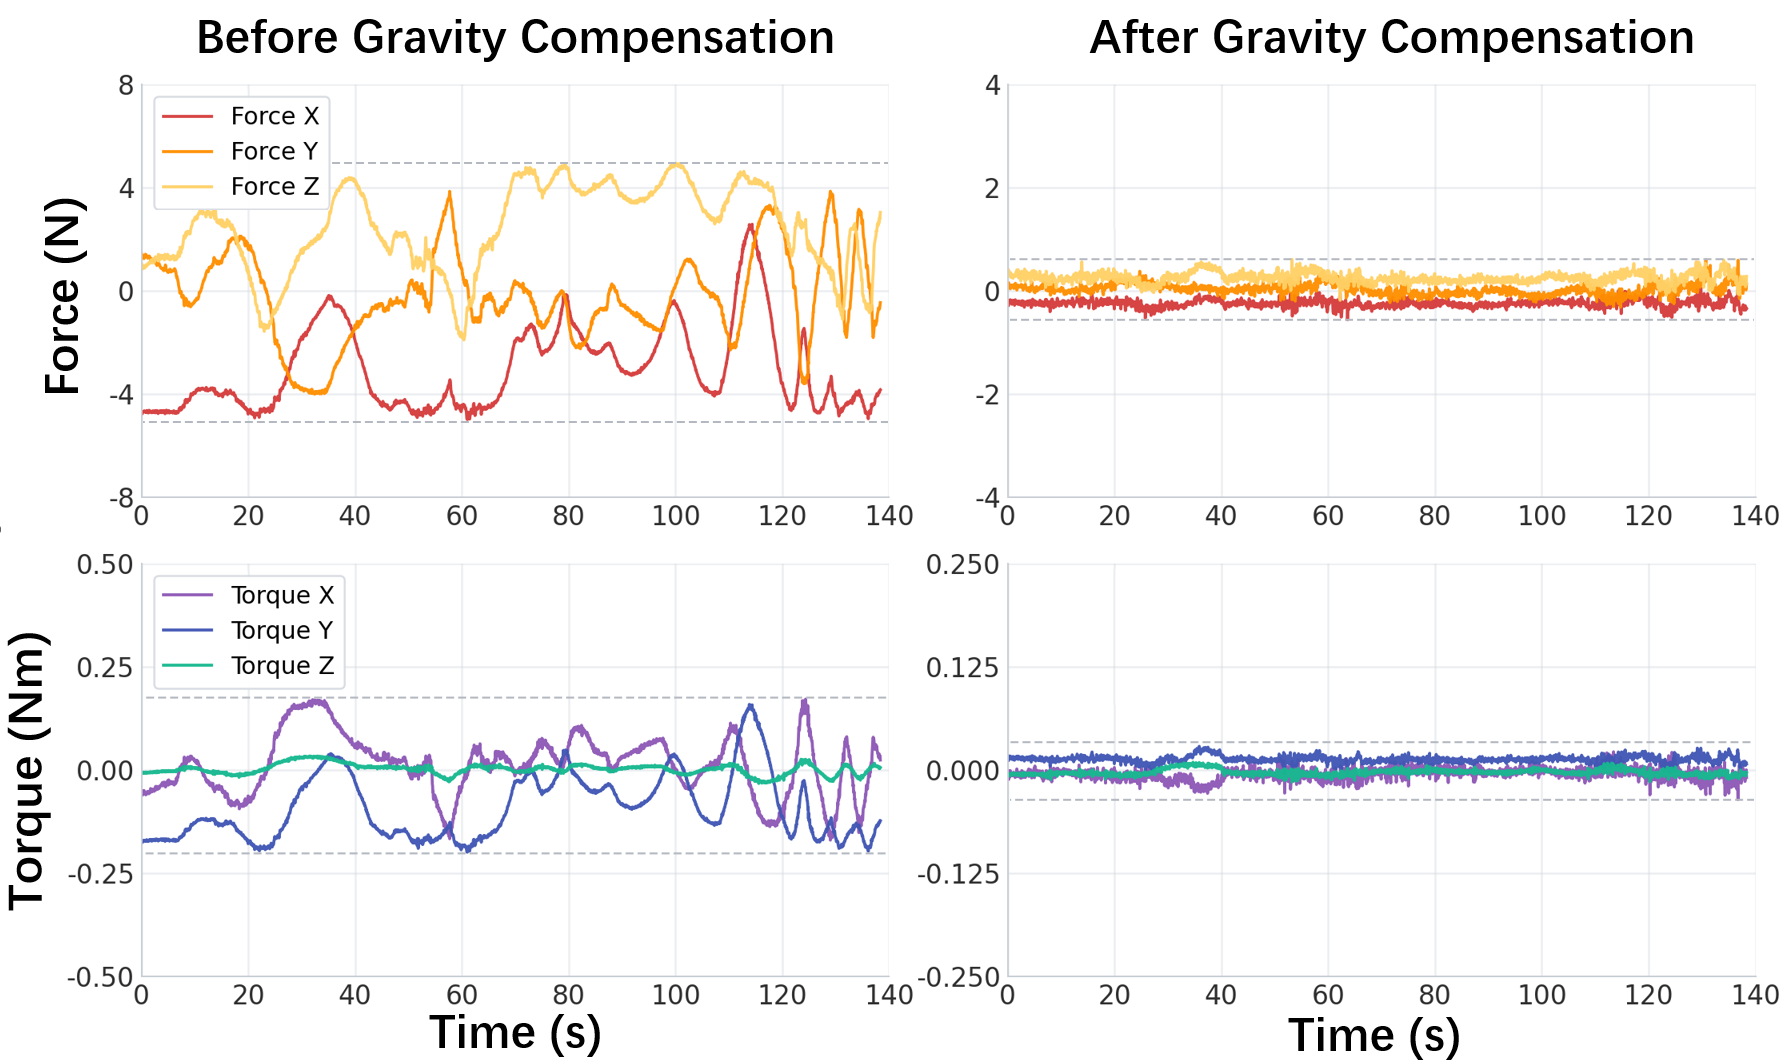 Before Gravity Compensation
After Gravity Compensation
Force (N)
8
4
0
-4
-8
Force X
Force Y
Force Z
0 20 40 60 80 100 120 140
4
2
0
-2
-4
0 20 40 60 80 100 120 140
Torque (Nm)
0.50
0.25
0.00
-0.25
-0.50
Torque X
Torque Y
Torque Z
0 20 40 60 80 100 120 140
Time (s)
0.250
0.125
0.000
-0.125
-0.250
0 20 40 60 80 100 120 140
Time (s)